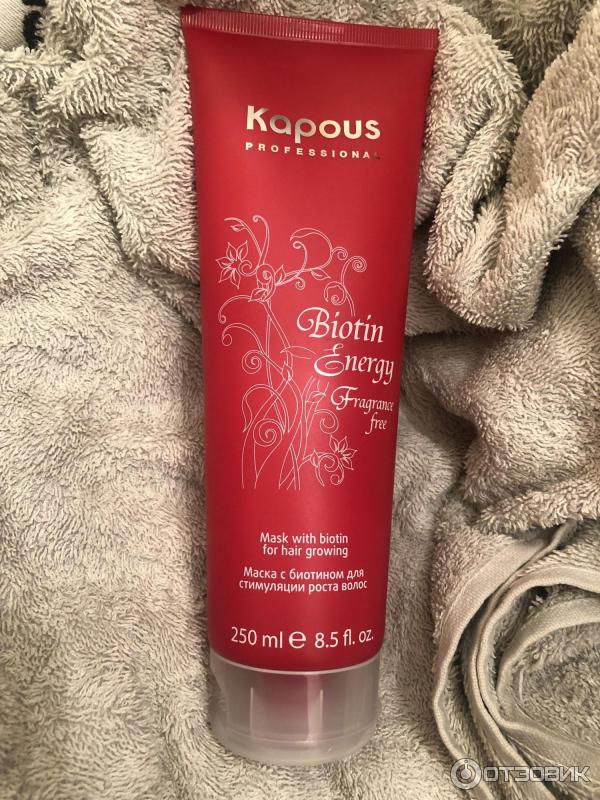 Kapous
PROFESSIONAL
Biotin
Energy
Fragrance
free
Mask with biotin
for hair growing
Маска с биотином для
стимуляции роста волос
250 ml e 8.5 fl. oz.
ОТЗОВИК